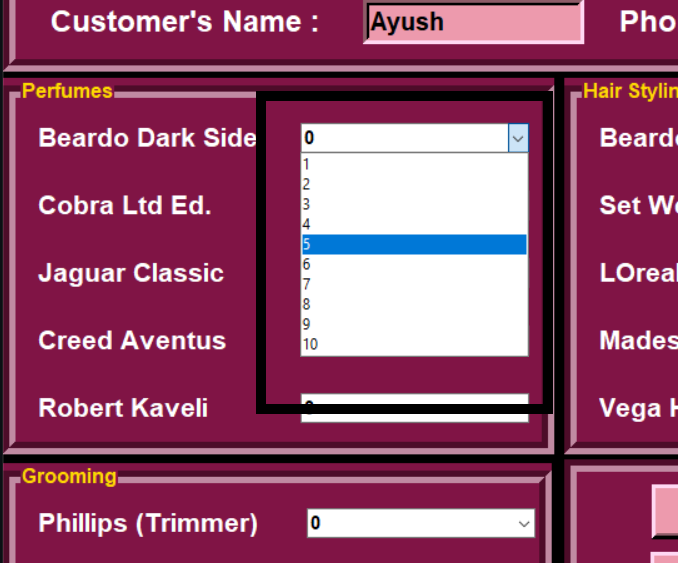 Customer's Name : Ayush Pho
Perfumes
Beardo Dark Side 0
1
2
3
4
5
6
7
8
9
10
Cobra Ltd Ed.
Jaguar Classic
Creed Aventus
Robert Kaveli
Grooming
Phillips (Trimmer) 0
Hair Stylin
Beard
Set W
LOreal
Mades
Vega